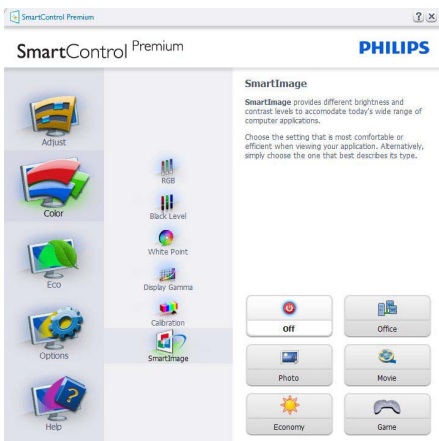 SmartControl Premium
? x
SmartControl Premium
PHILIPS
Adjust
Color
Eco
Options
Help
RGB
Black Level
White Point
Display Gamma
Calibration
SmartImage
SmartImage
SmartImage provides different brightness and
contrast levels to accomodate today's wide range of
computer applications.
Choose the setting that is most comfortable or
efficient when viewing your application. Alternatively,
simply choose the one that best describes its type.
Off
Office
Photo
Movie
Economy
Game